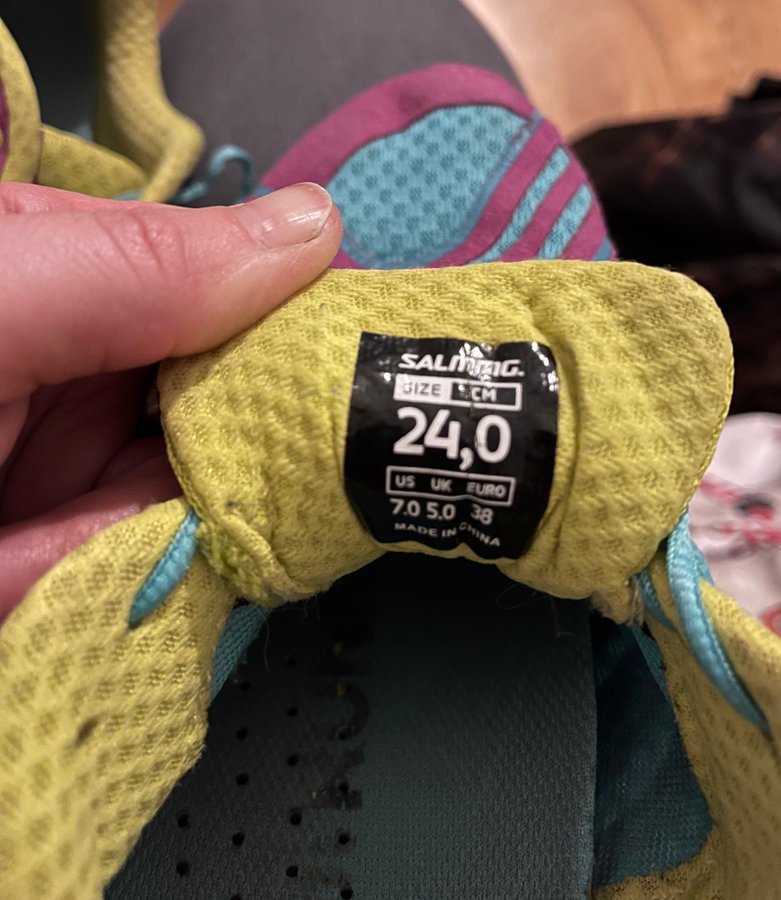 SALMING.
SIZE CM
24,0
US UK EURO
7.0 5.0 38
MADE IN CHINA